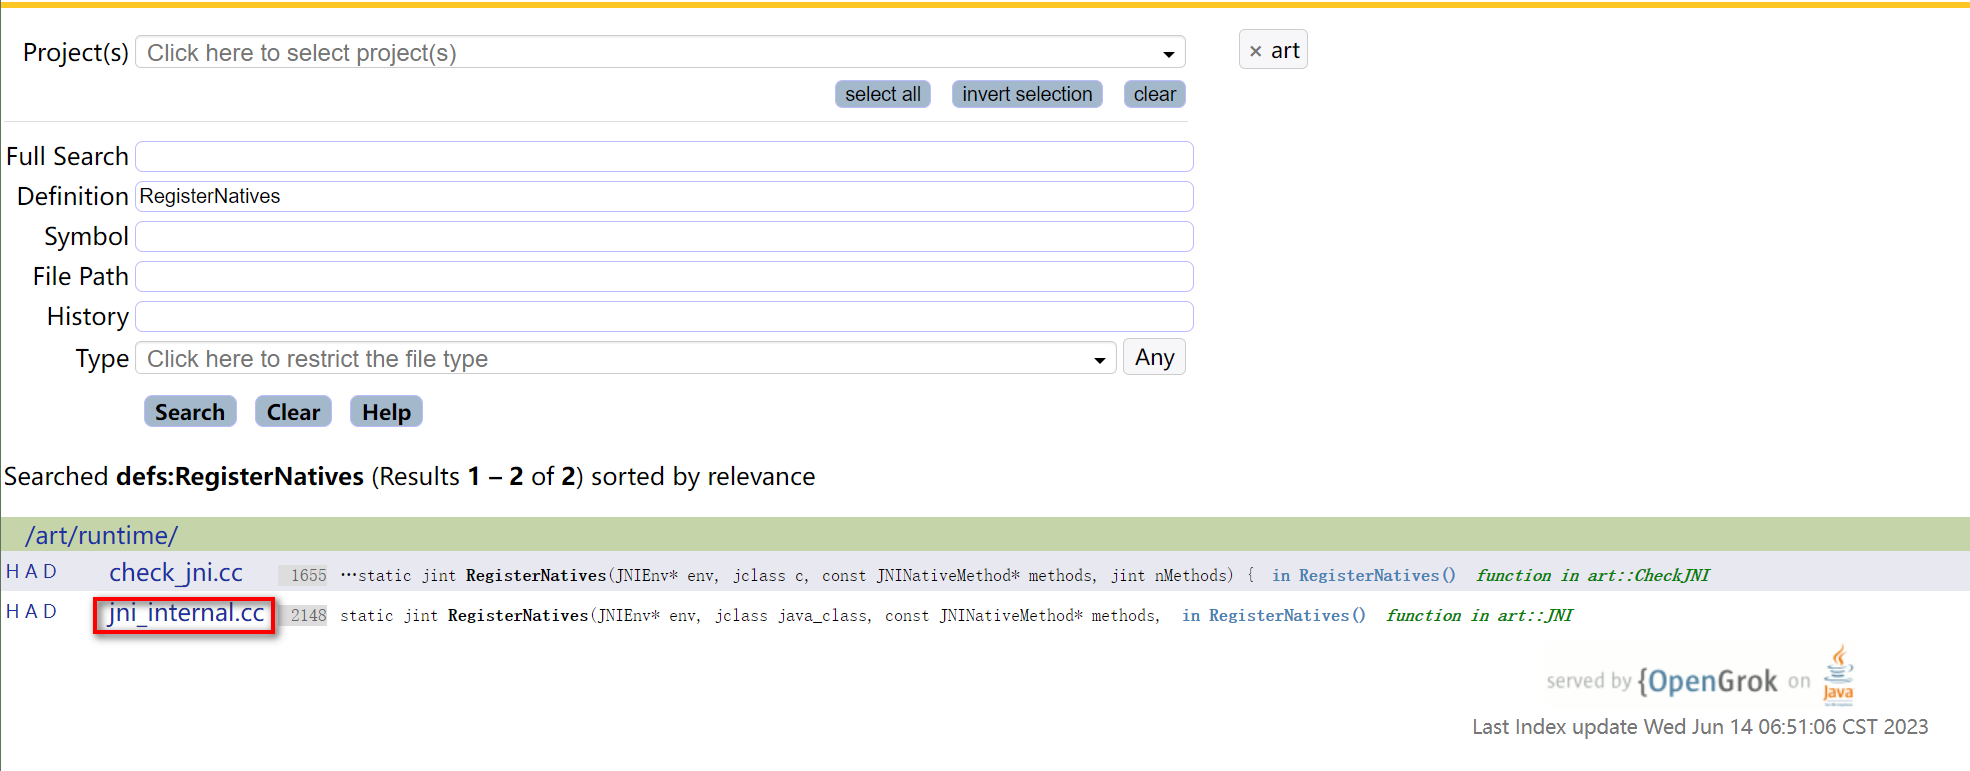 Project(s) Click here to select project(s) × art
select all invert selection clear
Full Search
Definition RegisterNatives
Symbol
File Path
History
Type Click here to restrict the file type Any
Search Clear Help
Searched defs:RegisterNatives (Results 1 – 2 of 2) sorted by relevance
/art/runtime/
H A D check_jni.cc 1655 …static jint RegisterNatives(JNIEnv* env, jclass c, const JNINativeMethod* methods, jint nMethods) { in RegisterNatives() function in art::CheckJNI
H A D jni_internal.cc 2148 static jint RegisterNatives(JNIEnv* env, jclass java_class, const JNINativeMethod* methods, in RegisterNatives() function in art::JNI
served by {OpenGrok on Java
Last Index update Wed Jun 14 06:51:06 CST 2023